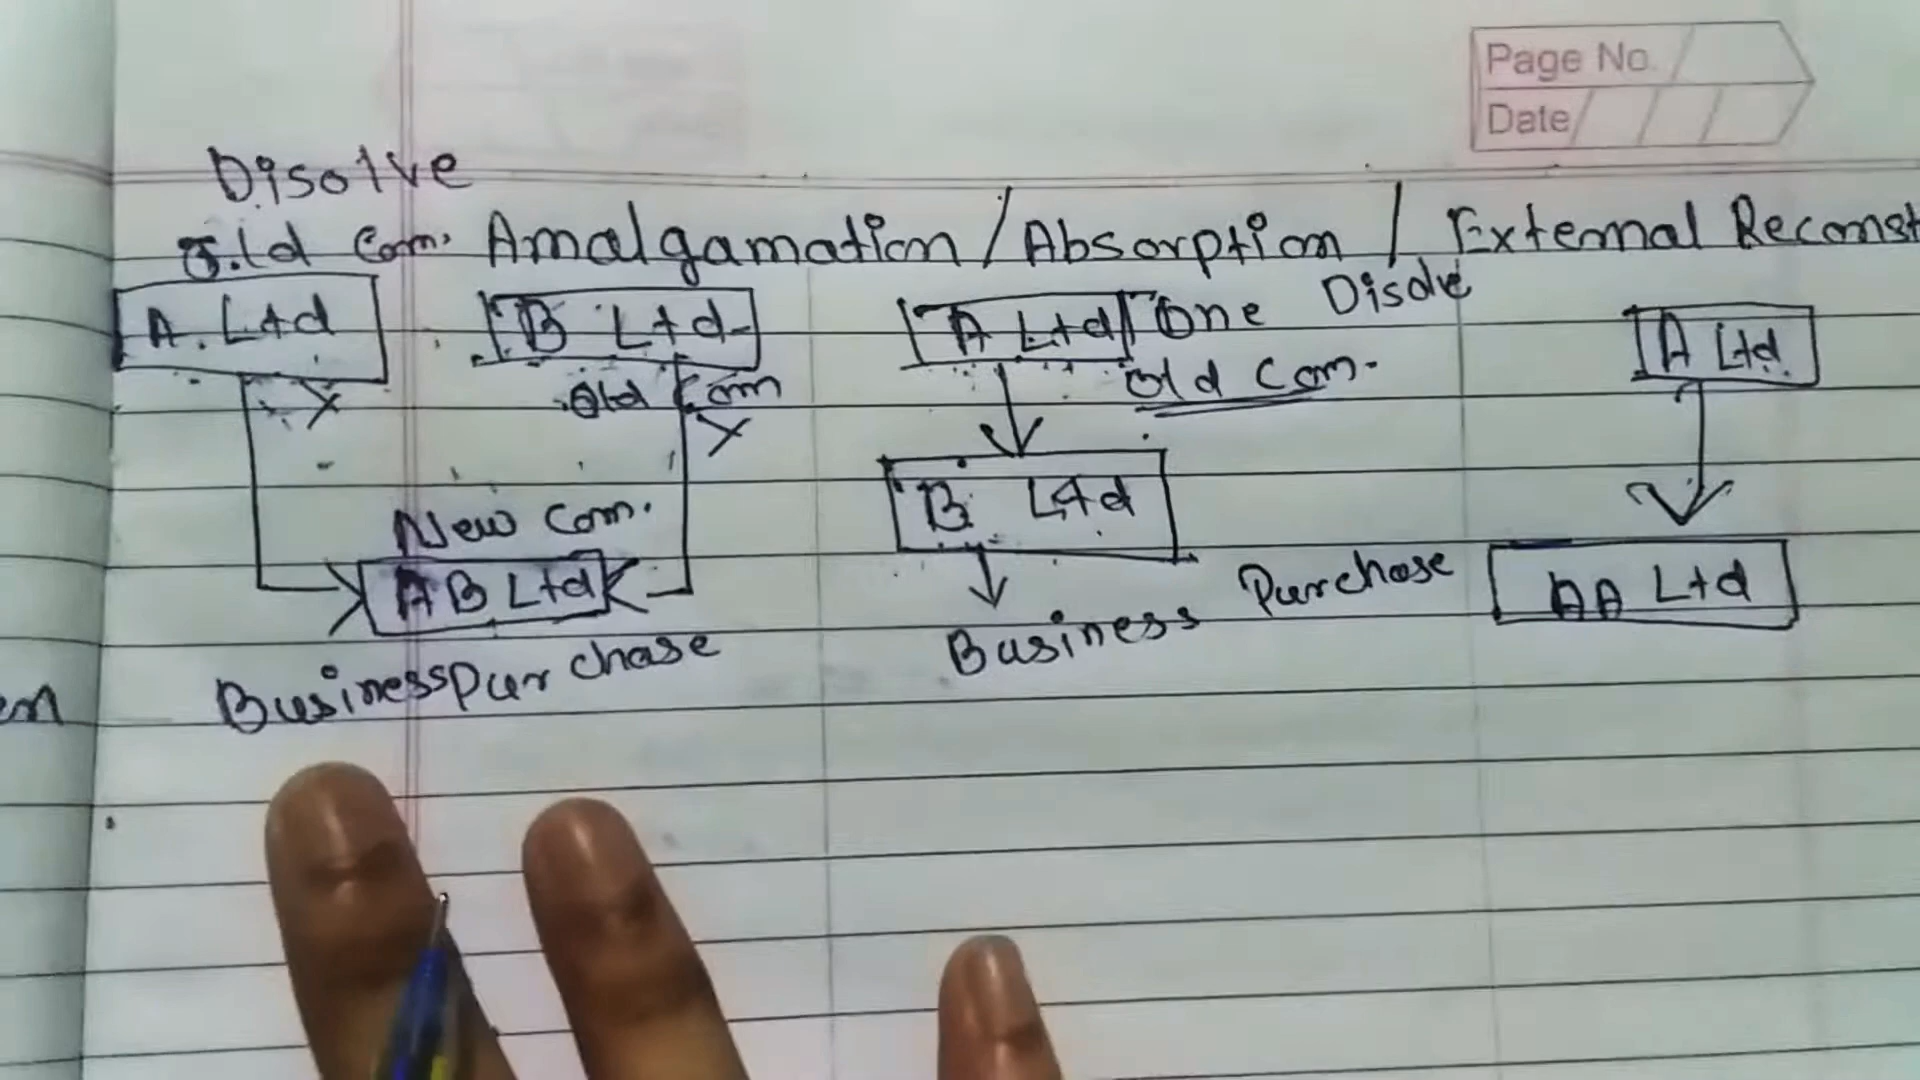 Page No.
Date
Disolve
Old Com. Amalgamation / Absorption / External Reconst
A. Ltd
B Ltd
A Ltd
One Disolve
A Ltd
Old Com
Old Com.
New Com.
B Ltd
AB Ltd
Business Purchase
AA Ltd
Business Purchase